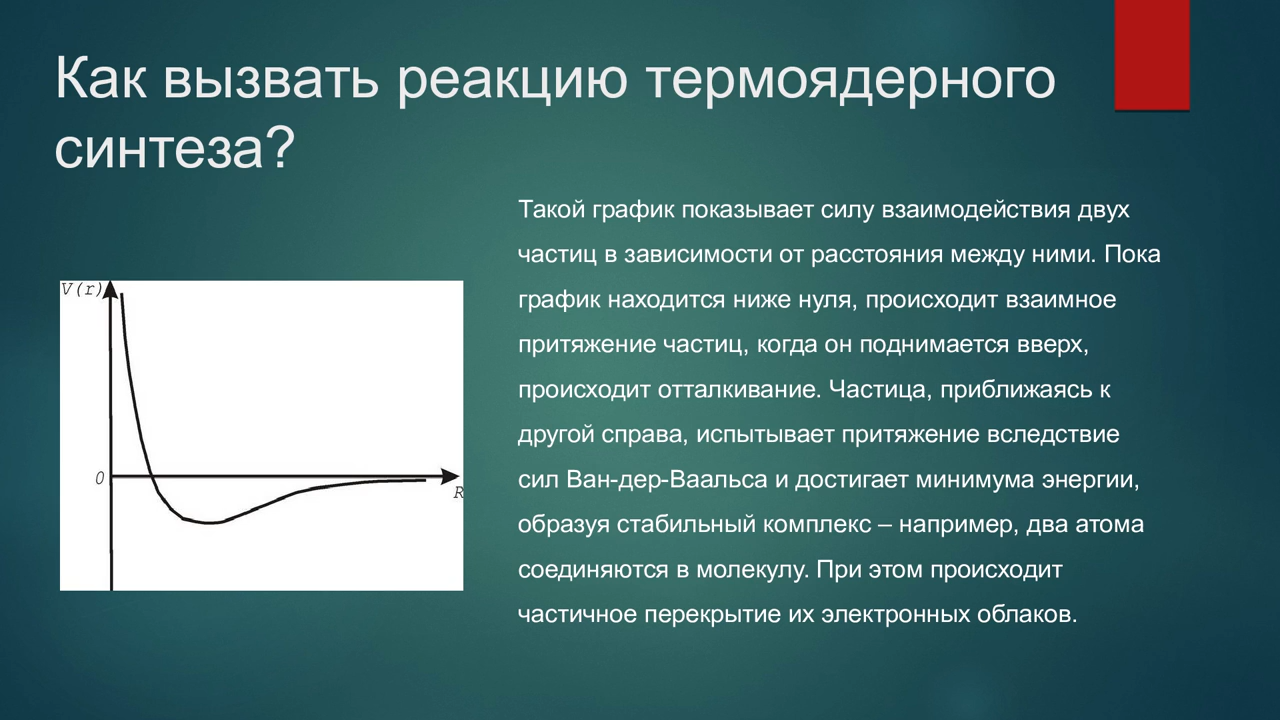 Как вызвать реакцию термоядерного
синтеза?
V(r)
0
R
Такой график показывает силу взаимодействия двух
частиц в зависимости от расстояния между ними. Пока
график находится ниже нуля, происходит взаимное
притяжение частиц, когда он поднимается вверх,
происходит отталкивание. Частица, приближаясь к
другой справа, испытывает притяжение вследствие
сил Ван-дер-Ваальса и достигает минимума энергии,
образуя стабильный комплекс – например, два атома
соединяются в молекулу. При этом происходит
частичное перекрытие их электронных облаков.